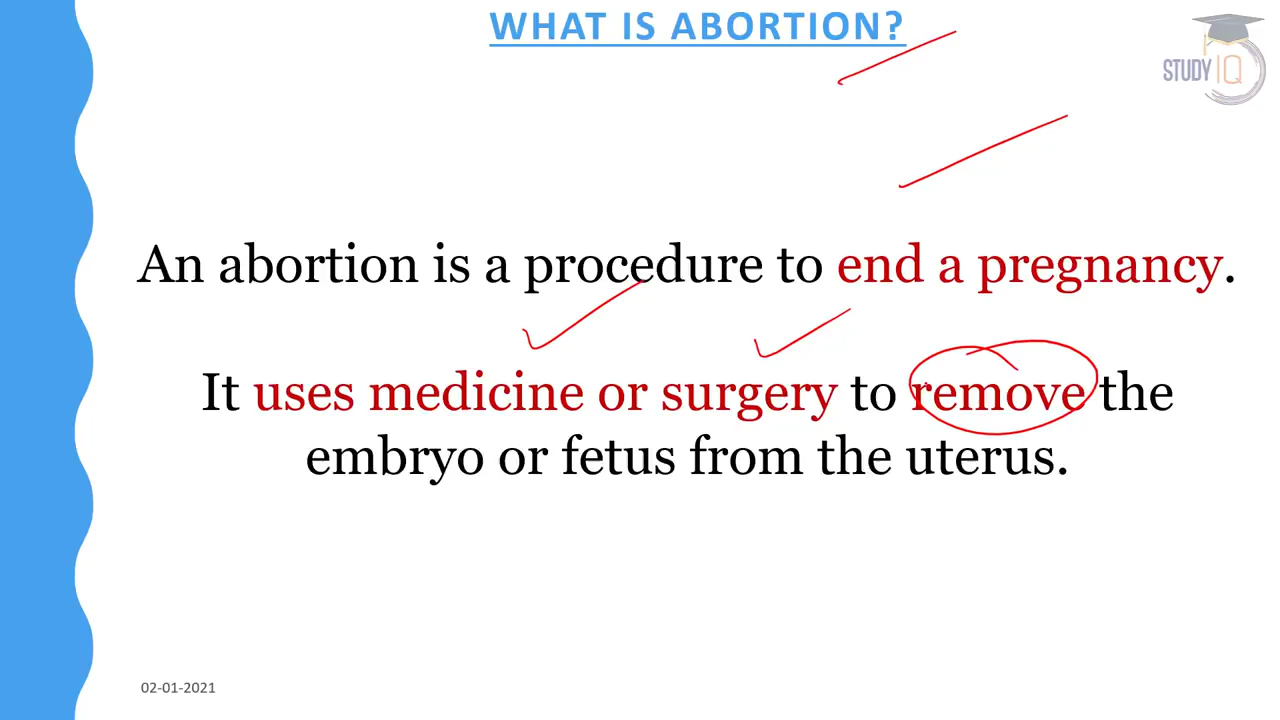 WHAT IS ABORTION?
STUDY IQ
An abortion is a procedure to end a pregnancy.
It uses medicine or surgery to remove the
embryo or fetus from the uterus.
02-01-2021